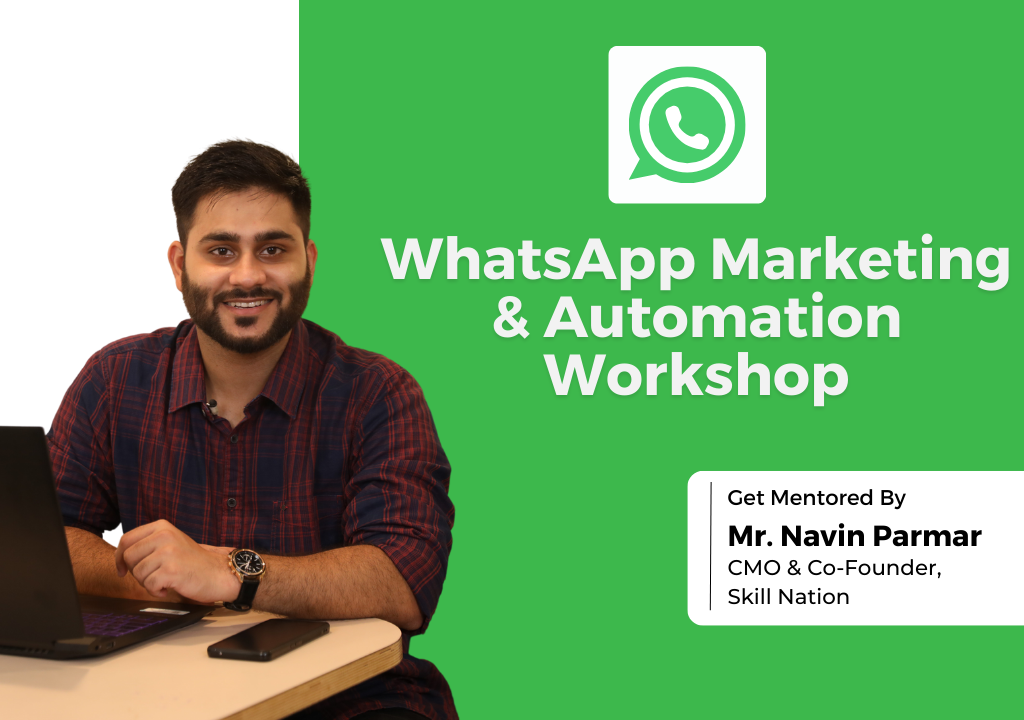 WhatsApp Marketing
& Automation
Workshop
Get Mentored By
Mr. Navin Parmar
CMO & Co-Founder,
Skill Nation